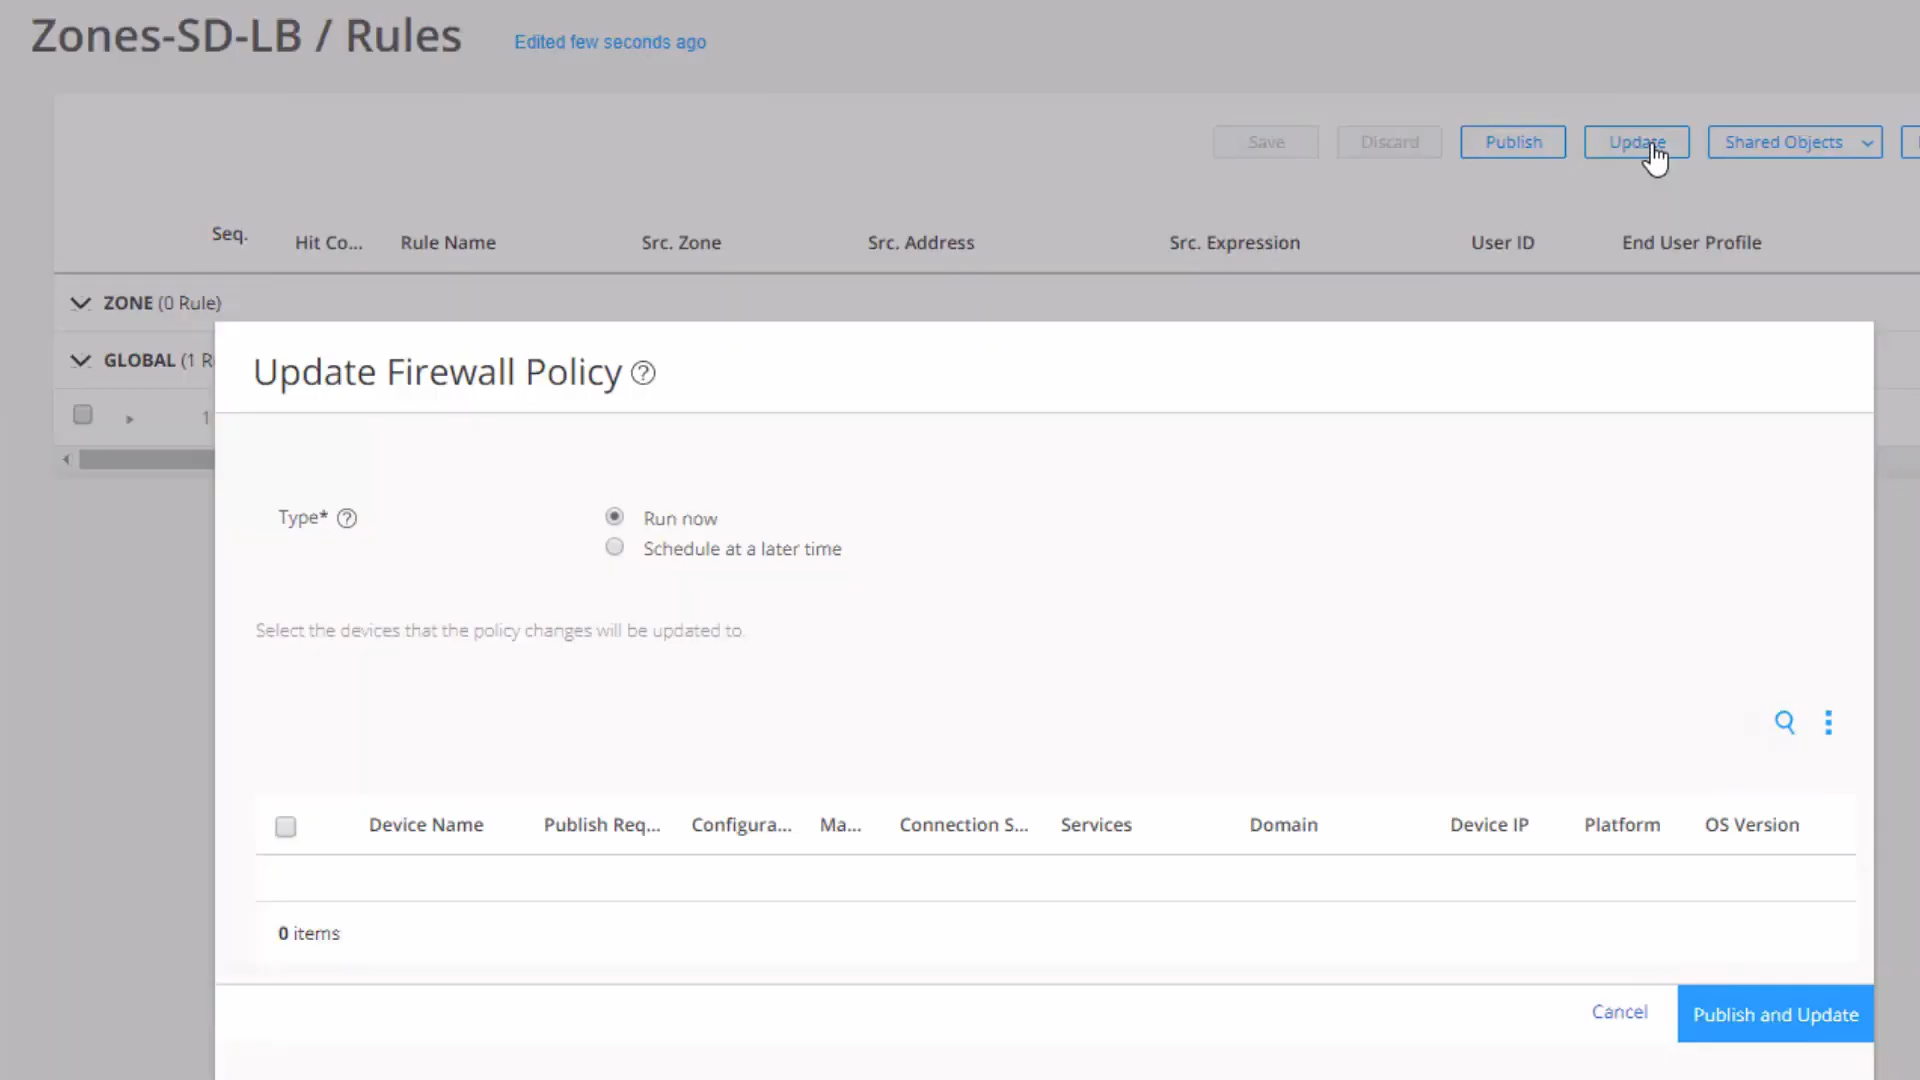 Zones-SD-LB / Rules
Edited few seconds ago
Save
Discard
Publish
Update
Shared Objects
Seq.
Hit Co...
Rule Name
Src. Zone
Src. Address
Src. Expression
User ID
End User Profile
ZONE (0 Rule)
GLOBAL (1 R
1
Update Firewall Policy
Type*
Run now
Schedule at a later time
Select the devices that the policy changes will be updated to.
Device Name
Publish Req...
Configura...
Ma...
Connection S...
Services
Domain
Device IP
Platform
OS Version
0 items
Cancel
Publish and Update